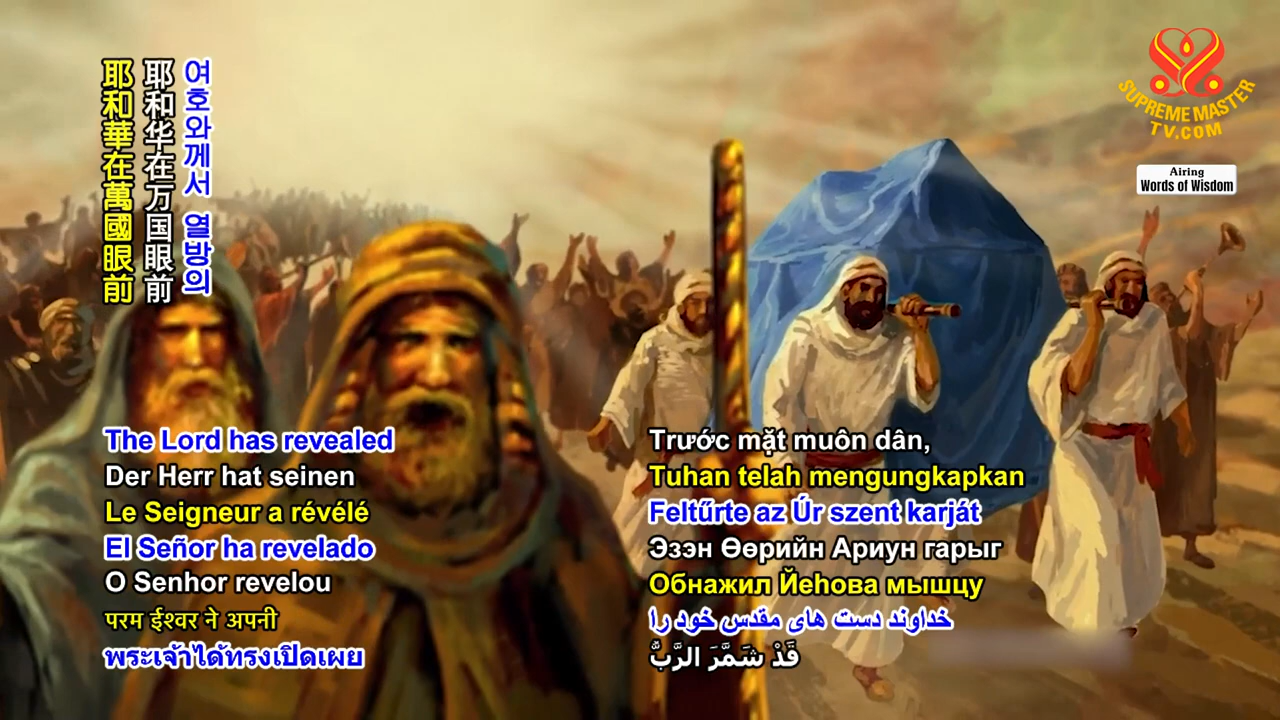 여호와께서 열방의
耶和华在万国眼前
耶和華在萬國眼前
SUPREME MASTER
TV.COM
Airing
Words of Wisdom
The Lord has revealed
Der Herr hat seinen
Le Seigneur a révélé
El Señor ha revelado
O Senhor revelou
परम ईश्वर ने अपनी
พระเจ้าได้ทรงเปิดเผย
Trước mặt muôn dân,
Tuhan telah mengungkapkan
Feltűrte az Úr szent karját
Эзэн Өөрийн Ариун гарыг
Обнажил Йеһова мышцу
خداوند دست های مقدس خود را
قَدْ شَمَّرَ الرَّبُّ